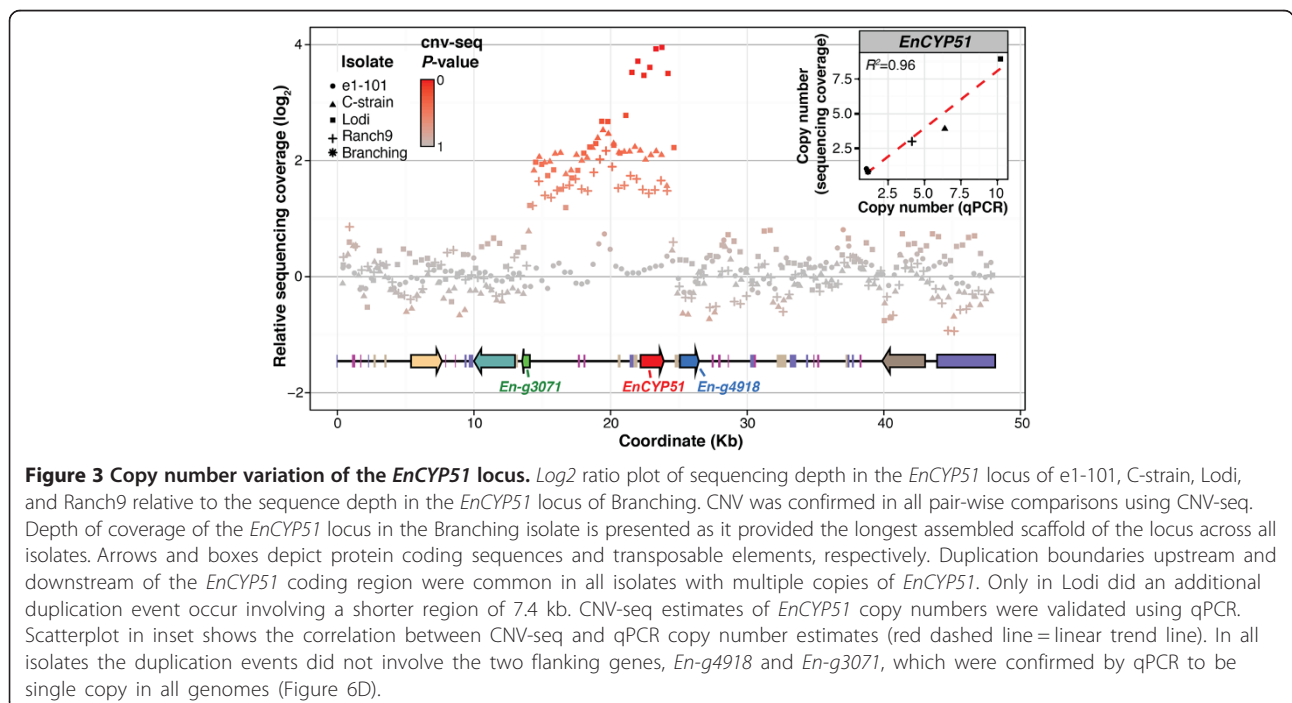 Isolate
e1-101
C-strain
Lodi
Ranch9
Branching
cnv-seq
P-value
0
1
EnCYP51
R²=0.96
Copy number
(sequencing coverage)
7.5
5.0
2.5
2.5 5.0 7.5 10
Copy number (qPCR)
Relative sequencing coverage (log₂)
4
2
0
−2
En-g3071
EnCYP51
En-g4918
0 10 20 30 40 50
Coordinate (Kb)
Figure 3 Copy number variation of the EnCYP51 locus. Log2 ratio plot of sequencing depth in the EnCYP51 locus of e1-101, C-strain, Lodi,
and Ranch9 relative to the sequence depth in the EnCYP51 locus of Branching. CNV was confirmed in all pair-wise comparisons using CNV-seq.
Depth of coverage of the EnCYP51 locus in the Branching isolate is presented as it provided the longest assembled scaffold of the locus across all
isolates. Arrows and boxes depict protein coding sequences and transposable elements, respectively. Duplication boundaries upstream and
downstream of the EnCYP51 coding region were common in all isolates with multiple copies of EnCYP51. Only in Lodi did an additional
duplication event occur involving a shorter region of 7.4 kb. CNV-seq estimates of EnCYP51 copy numbers were validated using qPCR.
Scatterplot in inset shows the correlation between CNV-seq and qPCR copy number estimates (red dashed line = linear trend line). In all
isolates the duplication events did not involve the two flanking genes, En-g4918 and En-g3071, which were confirmed by qPCR to be
single copy in all genomes (Figure 6D).